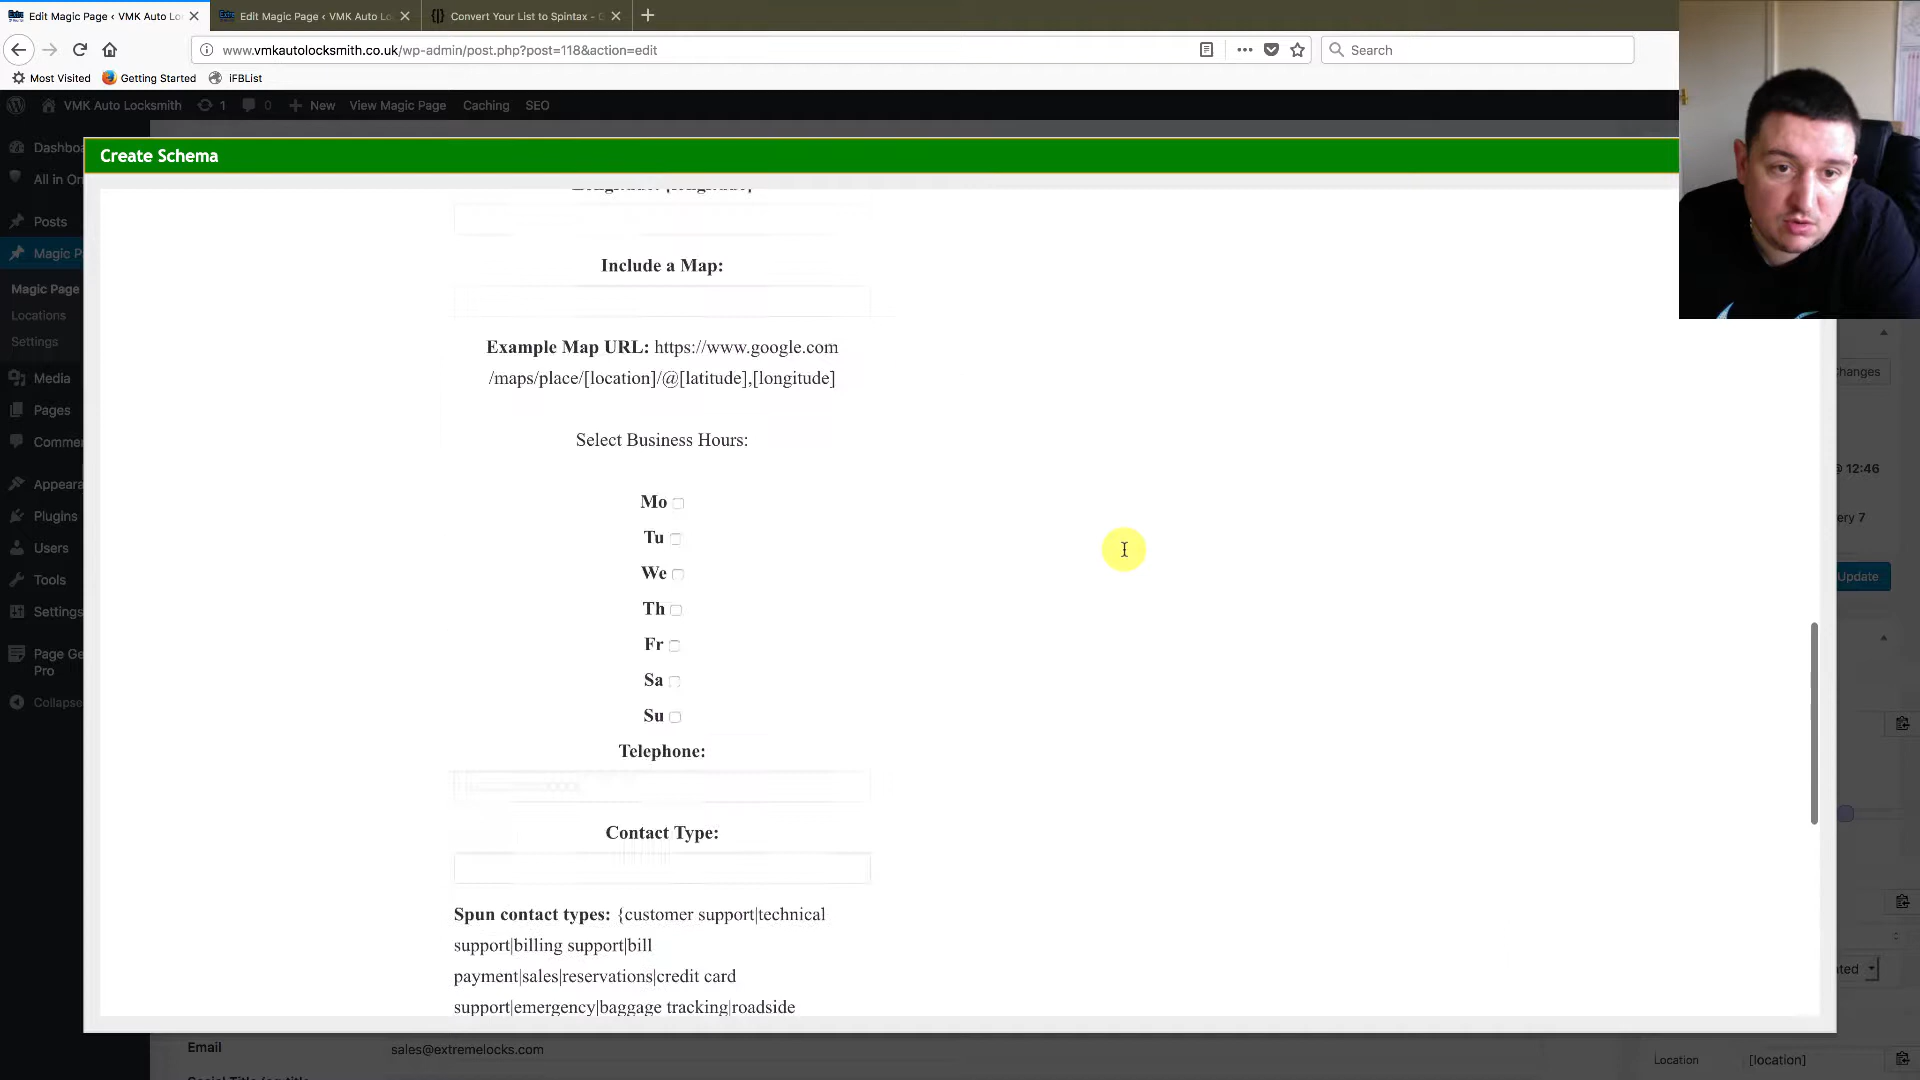 Edit Magic Page ‹ VMK Auto Lo
Edit Magic Page ‹ VMK Auto Lo
Convert Your List to Spintax -
www.vmkautolocksmith.co.uk/wp-admin/post.php?post=118&action=edit
Search
Most Visited
Getting Started
iFBList
VMK Auto Locksmith
1
0
New
View Magic Page
Caching
SEO
Create Schema
Dashbo
All in On
Posts
Magic P
Magic Page
Locations
Settings
Media
Pages
Comme
Appeara
Plugins
Users
Tools
Settings
Page Ge
Pro
Collapse
Include a Map:
Example Map URL: https://www.google.com
/maps/place/[location]/@[latitude],[longitude]
Select Business Hours:
Mo
Tu
We
Th
Fr
Sa
Su
Telephone:
Contact Type:
Spun contact types: {customer support|technical
support|billing support|bill
payment|sales|reservations|credit card
support|emergency|baggage tracking|roadside
Changes
@ 12:46
ery 7
Update
ated
Email
sales@extremelocks.com
Location
[location]